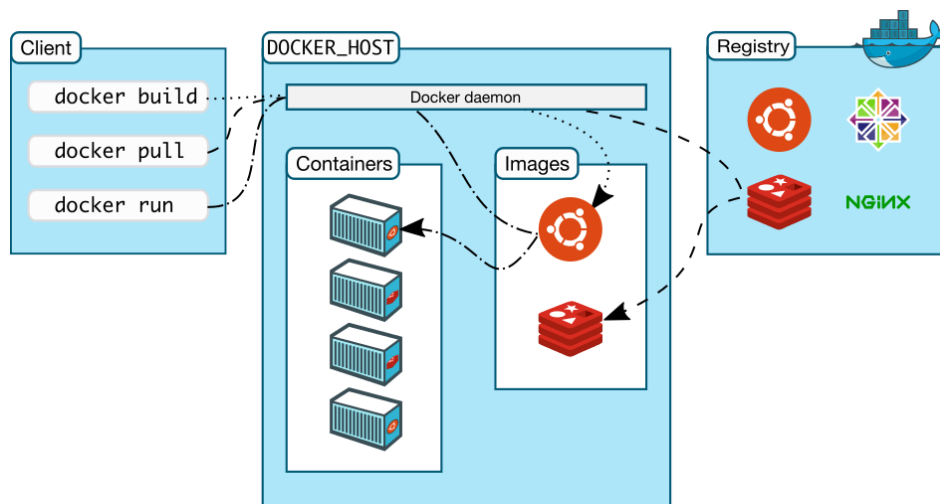 Client
docker build
docker pull
docker run
DOCKER_HOST
Docker daemon
Containers
Images
Registry
NGiNX